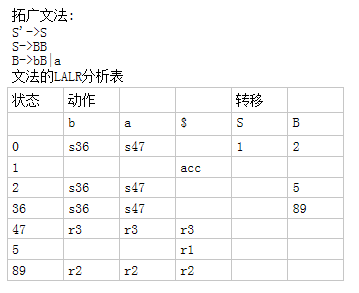 拓广文法:
S'->S
S->BB
B->bB|a
文法的LALR分析表
状态 动作 转移
b a $ S B
0 s36 s47 1 2
1 acc
2 s36 s47 5
36 s36 s47 89
47 r3 r3 r3
5 r1
89 r2 r2 r2